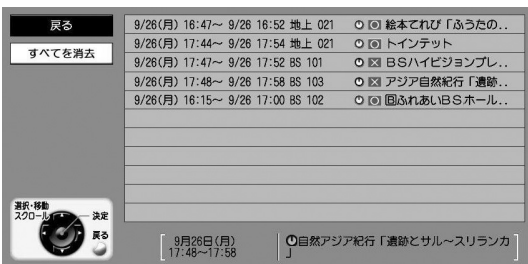 戻る
すべてを消去
9/26(月) 16:47～ 9/26 16:52 地上 021 絵本てれび「ふうたの..
9/26(月) 17:44～ 9/26 17:54 地上 021 トインテット
9/26(月) 17:47～ 9/26 17:52 BS 101 BSハイビジョンプレ..
9/26(月) 17:48～ 9/26 17:58 BS 103 アジア自然紀行「遺跡..
9/26(月) 16:15～ 9/26 17:00 BS 102 回ふれあいBSホール..
選択・移動
スクロール
決定
戻る
9月26日(月)
17:48～17:58
自然アジア紀行「遺跡とサル～スリランカ
」